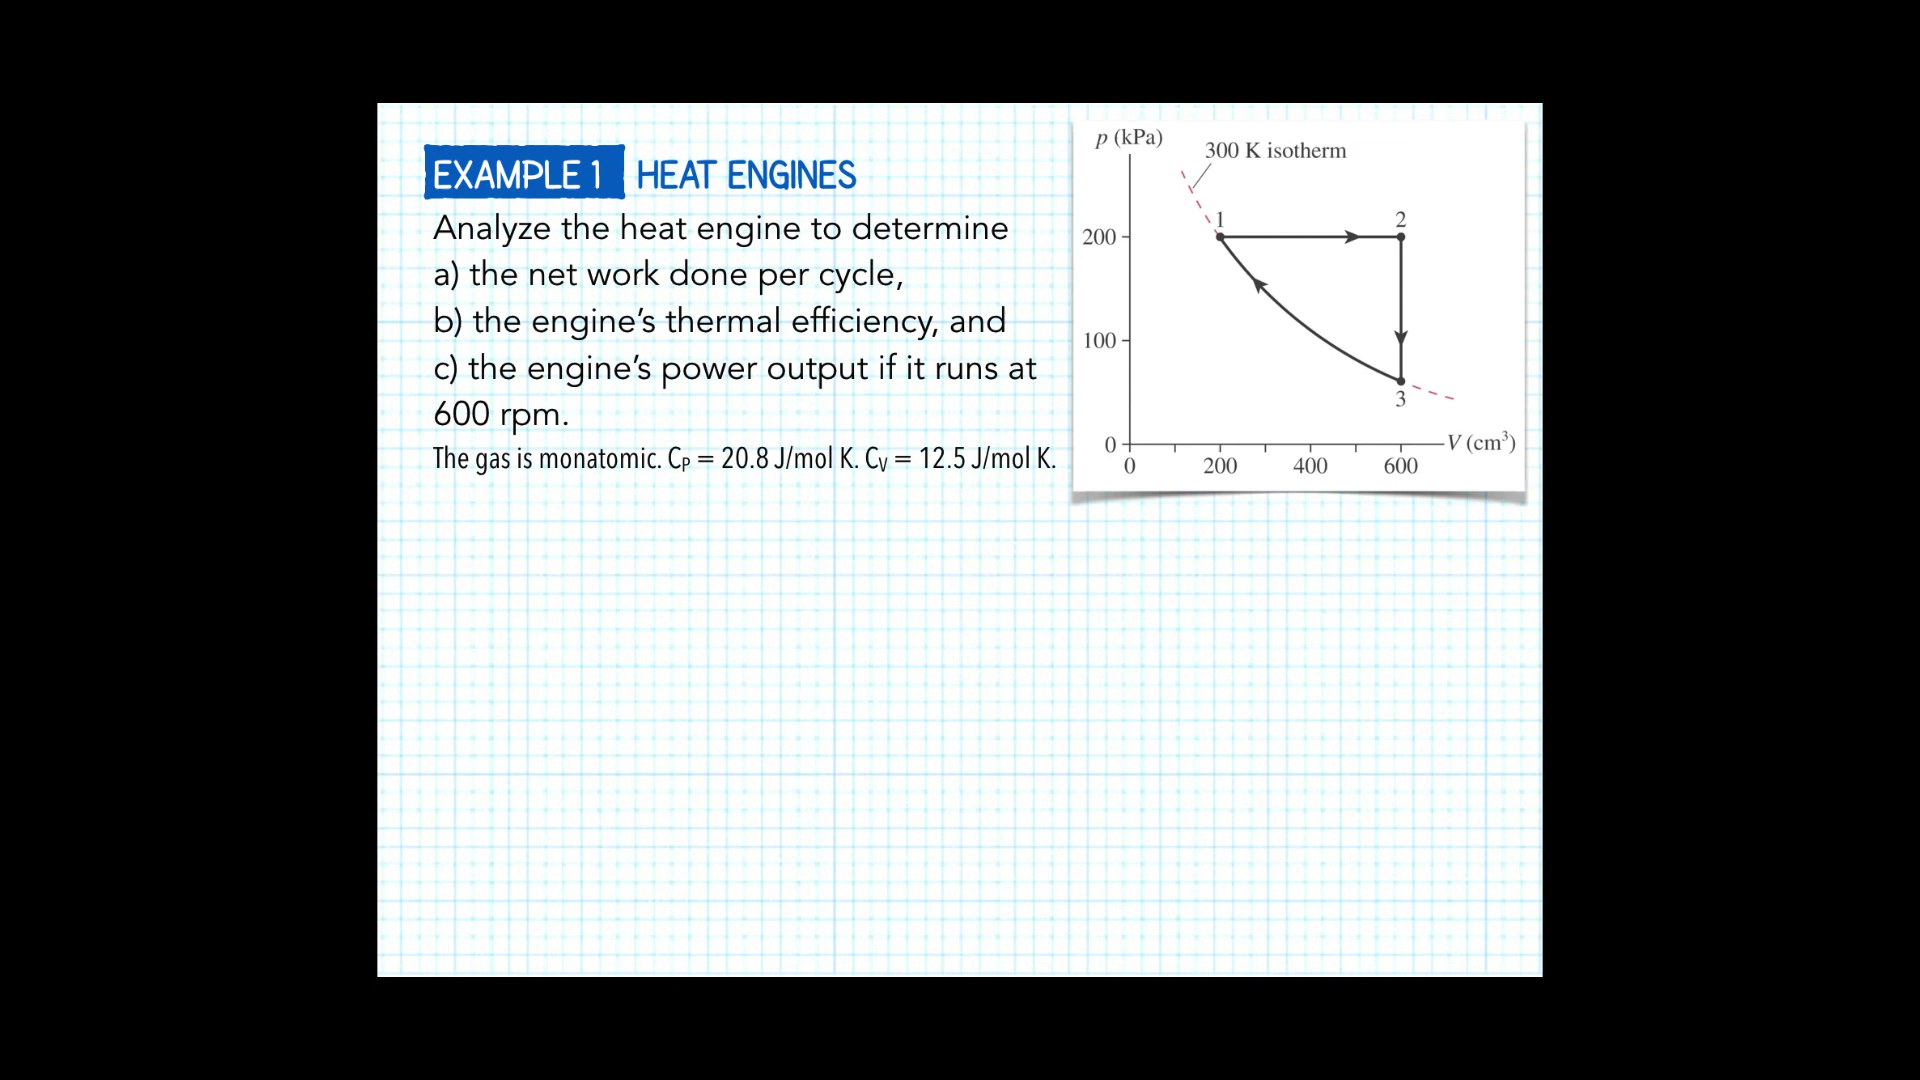 EXAMPLE 1 HEAT ENGINES
Analyze the heat engine to determine
a) the net work done per cycle,
b) the engine’s thermal efficiency, and
c) the engine’s power output if it runs at
600 rpm.
The gas is monatomic. CP = 20.8 J/mol K. CV = 12.5 J/mol K.
p (kPa)
300 K isotherm
1 2
200
100
3
0
V (cm³)
0 200 400 600